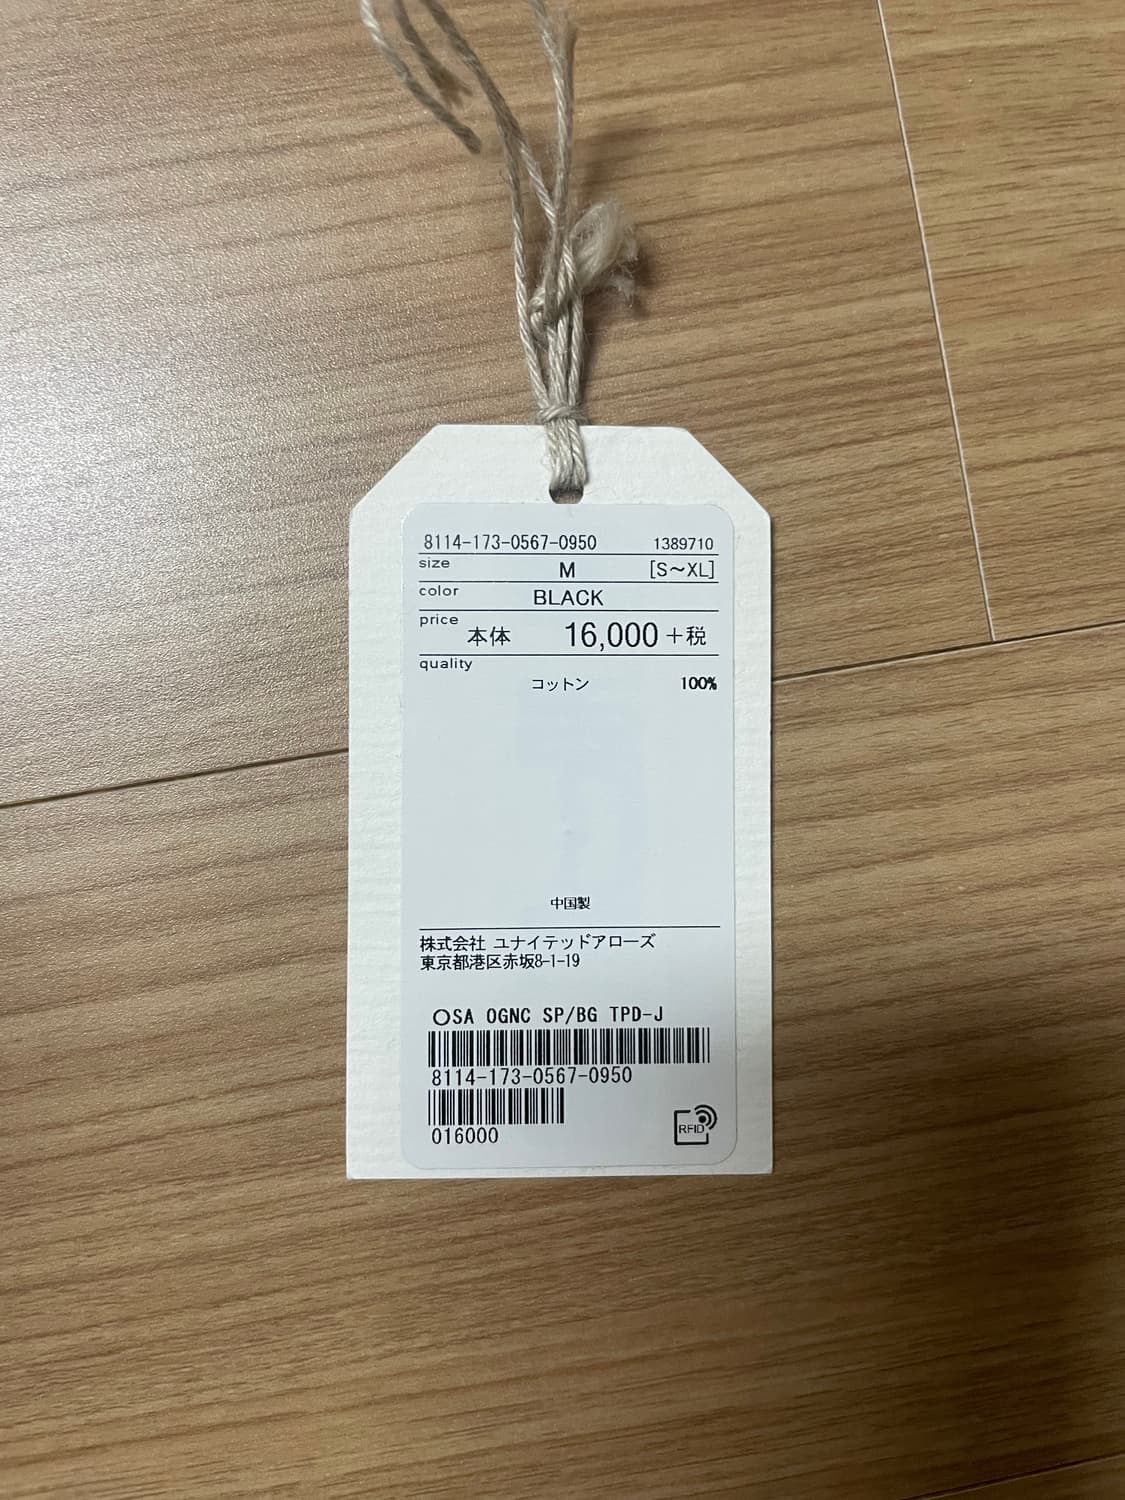 8114-173-0567-0950 1389710
size M [S～XL]
color BLACK
price 本体 16,000+税
quality
コットン 100%
中国製
株式会社 ユナイテッドアローズ
東京都港区赤坂8-1-19
○SA OGNC SP/BG TPD-J
8114-173-0567-0950
016000
RFID